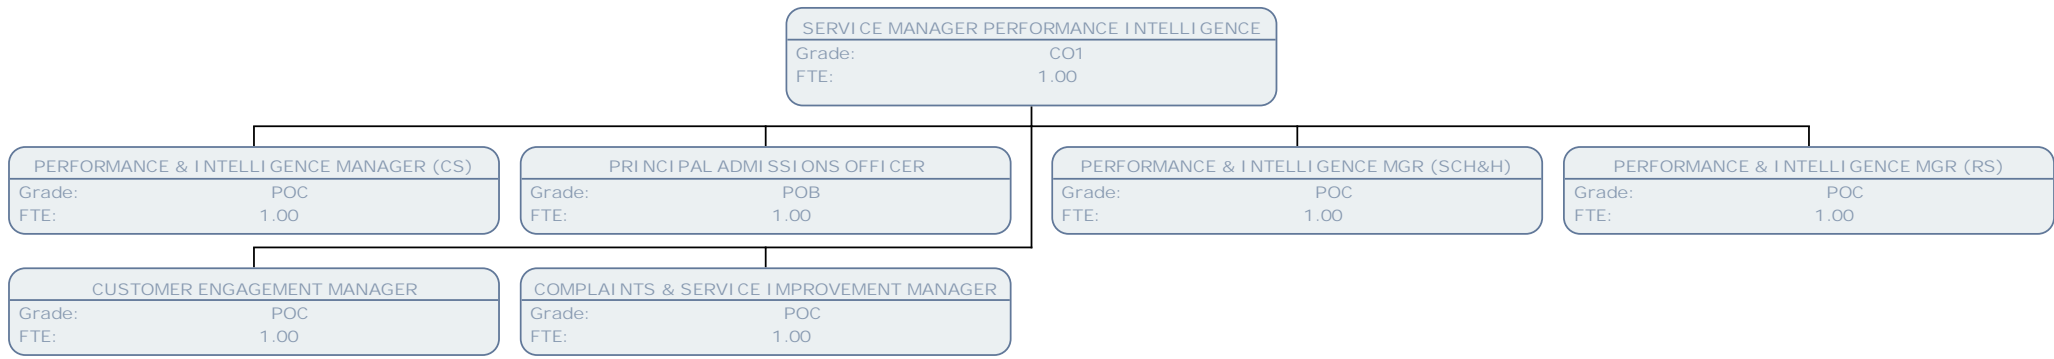 SERVICE MANAGER PERFORMANCE INTELLIGENCE
Grade: CO1
FTE: 1.00
PERFORMANCE & INTELLIGENCE MANAGER (CS)
Grade: POC
FTE: 1.00
PRINCIPAL ADMISSIONS OFFICER
Grade: POB
FTE: 1.00
PERFORMANCE & INTELLIGENCE MGR (SCH&H)
Grade: POC
FTE: 1.00
PERFORMANCE & INTELLIGENCE MGR (RS)
Grade: POC
FTE: 1.00
CUSTOMER ENGAGEMENT MANAGER
Grade: POC
FTE: 1.00
COMPLAINTS & SERVICE IMPROVEMENT MANAGER
Grade: POC
FTE: 1.00